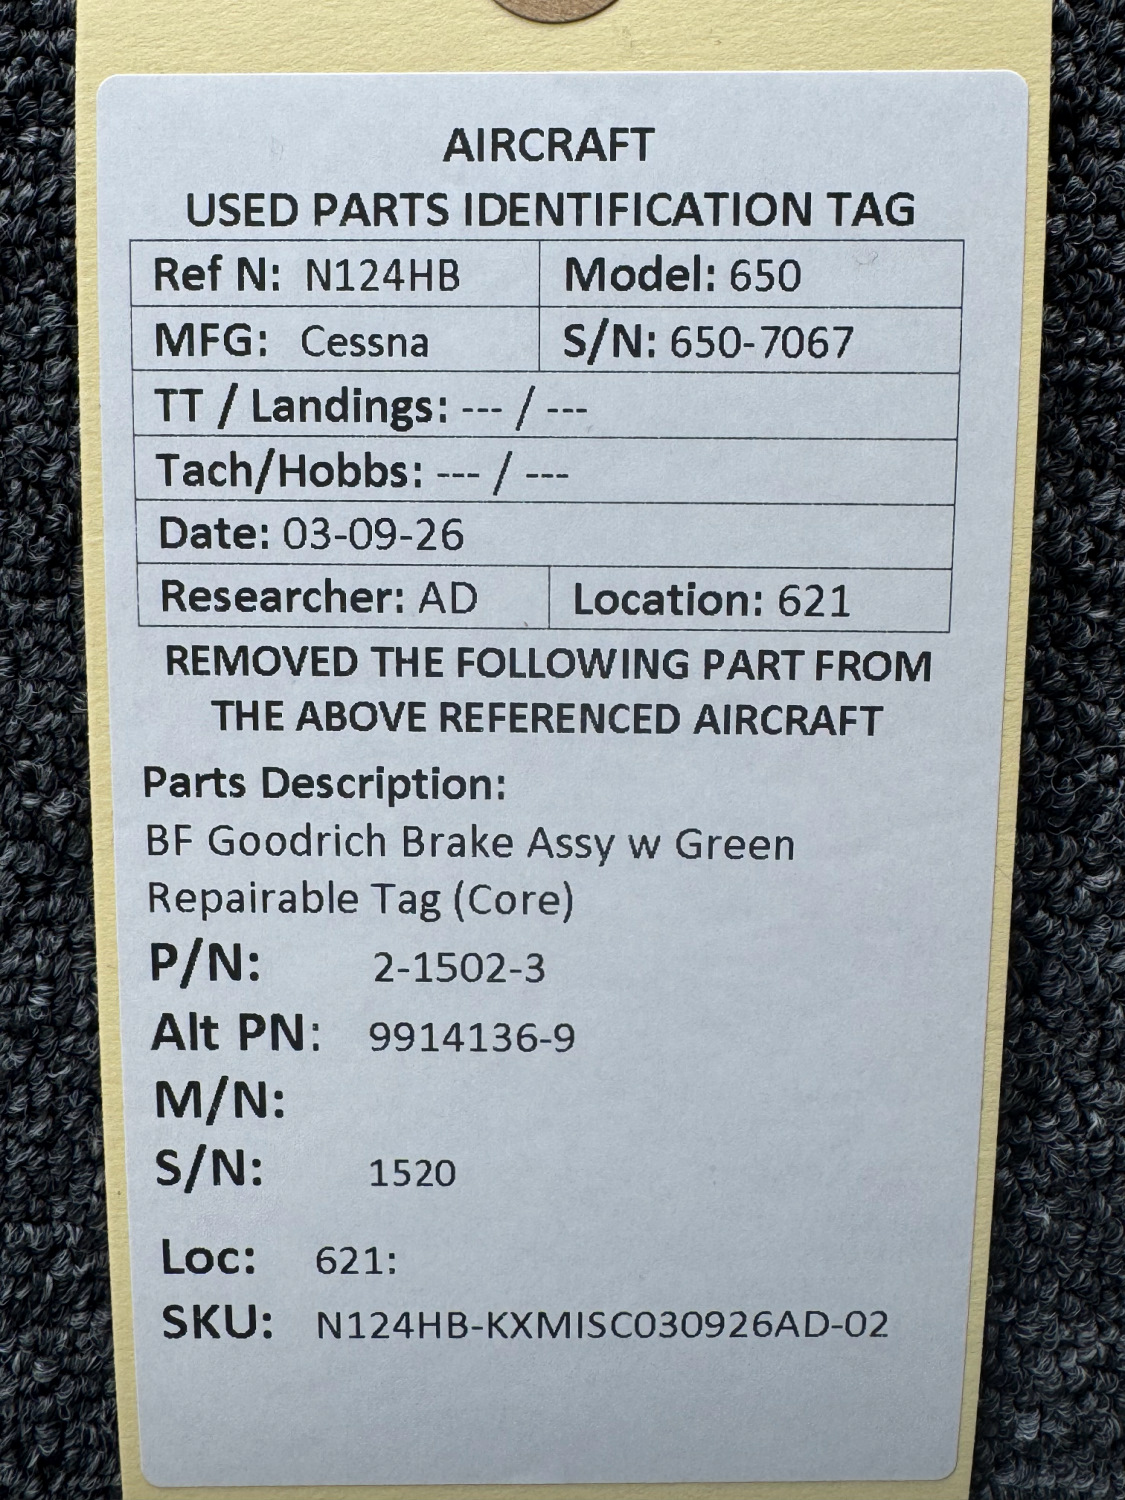 AIRCRAFT
USED PARTS IDENTIFICATION TAG
Ref N: N124HB Model: 650
MFG: Cessna S/N: 650-7067
TT / Landings: --- / ---
Tach/Hobbs: --- / ---
Date: 03-09-26
Researcher: AD Location: 621
REMOVED THE FOLLOWING PART FROM
THE ABOVE REFERENCED AIRCRAFT
Parts Description:
BF Goodrich Brake Assy w Green
Repairable Tag (Core)
P/N: 2-1502-3
Alt PN: 9914136-9
M/N:
S/N: 1520
Loc: 621:
SKU: N124HB-KXMISC030926AD-02